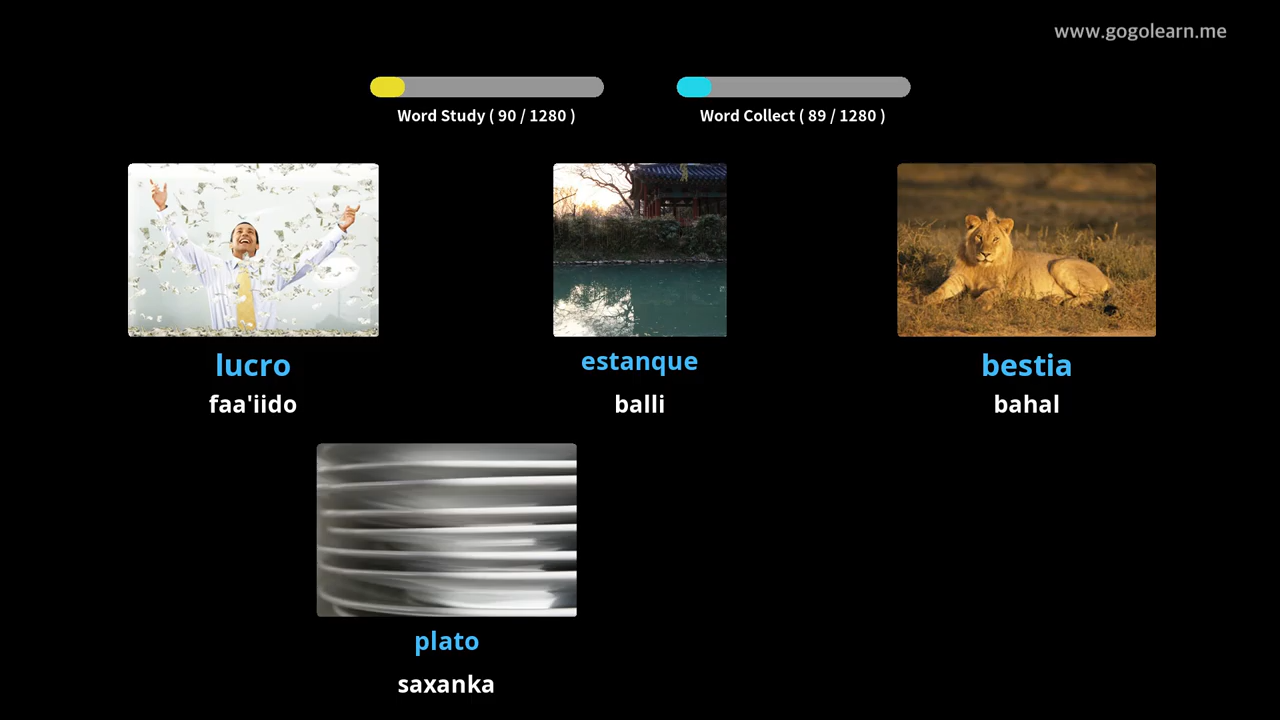 www.gogolearn.me
Word Study ( 90 / 1280 )
Word Collect ( 89 / 1280 )
lucro
faa'iido
estanque
balli
bestia
bahal
plato
saxanka